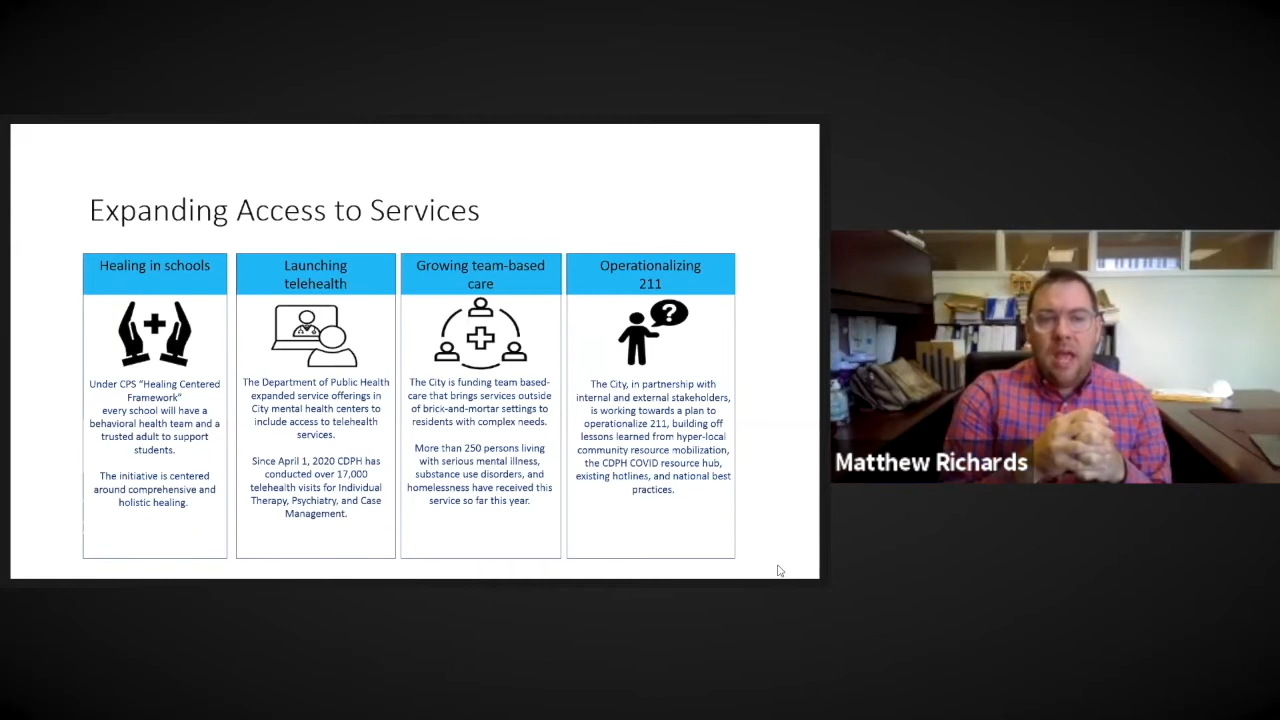 Expanding Access to Services
Healing in schools
Under CPS “Healing Centered
Framework”
every school will have a
behavioral health team and a
trusted adult to support
students.
The initiative is centered
around comprehensive and
holistic healing.
Launching
telehealth
The Department of Public Health
expanded service offerings in
City mental health centers to
include access to telehealth
services.
Since April 1, 2020 CDPH has
conducted over 17,000
telehealth visits for Individual
Therapy, Psychiatry, and Case
Management.
Growing team-based
care
The City is funding team based-
care that brings services outside
of brick-and-mortar settings to
residents with complex needs.
More than 250 persons living
with serious mental illness,
substance use disorders, and
homelessness have received this
service so far this year.
Operationalizing
211
?
The City, in partnership with
internal and external stakeholders,
is working towards a plan to
operationalize 211, building off
lessons learned from hyper-local
community resource mobilization,
the CDPH COVID resource hub,
existing hotlines, and national best
practices.
Matthew Richards